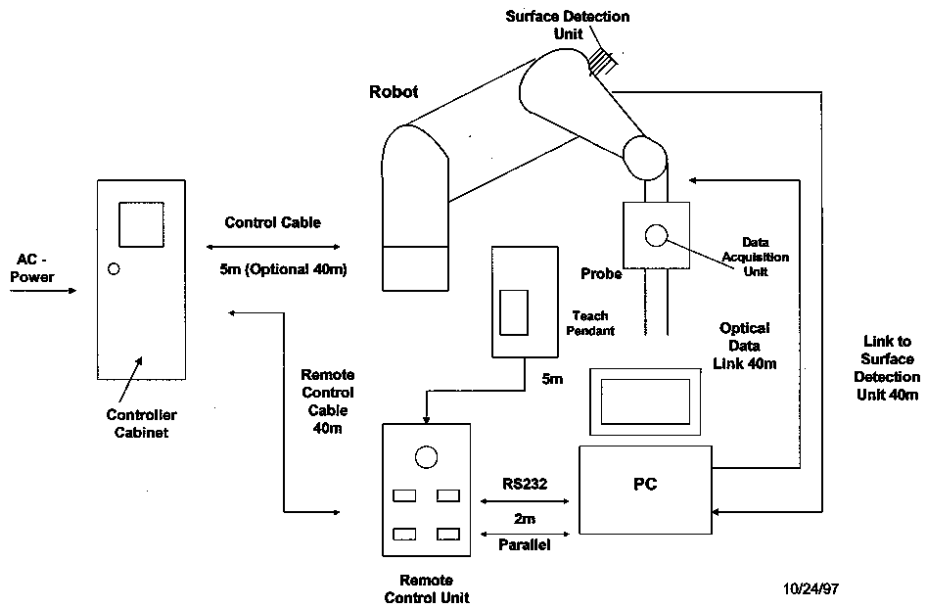 Surface Detection
Unit
Robot
Control Cable
5m (Optional 40m)
AC -
Power
Data
Acquisition
Unit
Probe
Teach
Pendant
Optical
Data
Link 40m
Link to
Surface
Detection
Unit 40m
5m
Remote
Control
Cable
40m
Controller
Cabinet
RS232
2m
Parallel
PC
Remote
Control Unit
10/24/97